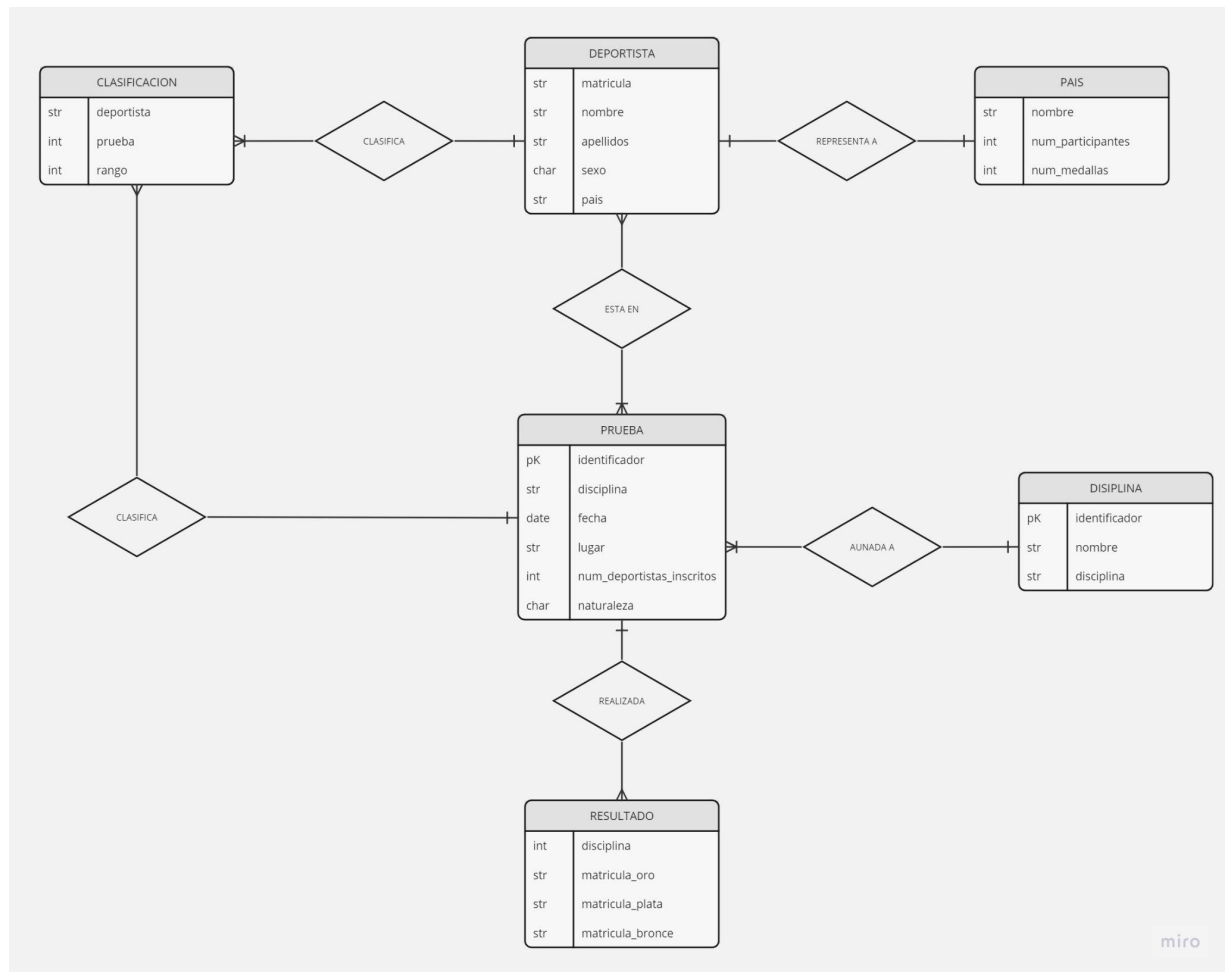 DEPORTISTA
str matricula
str nombre
str apellidos
char sexo
str pais
CLASIFICACION
str deportista
int prueba
int rango
CLASIFICA
REPRESENTA A
PAIS
str nombre
int num_participantes
int num_medallas
ESTA EN
PRUEBA
pK identificador
str disciplina
date fecha
str lugar
int num_deportistas_inscritos
char naturaleza
CLASIFICA
AUNADA A
DISIPLINA
pK identificador
str nombre
str disciplina
REALIZADA
RESULTADO
int disciplina
str matricula_oro
str matricula_plata
str matricula_bronce
miro